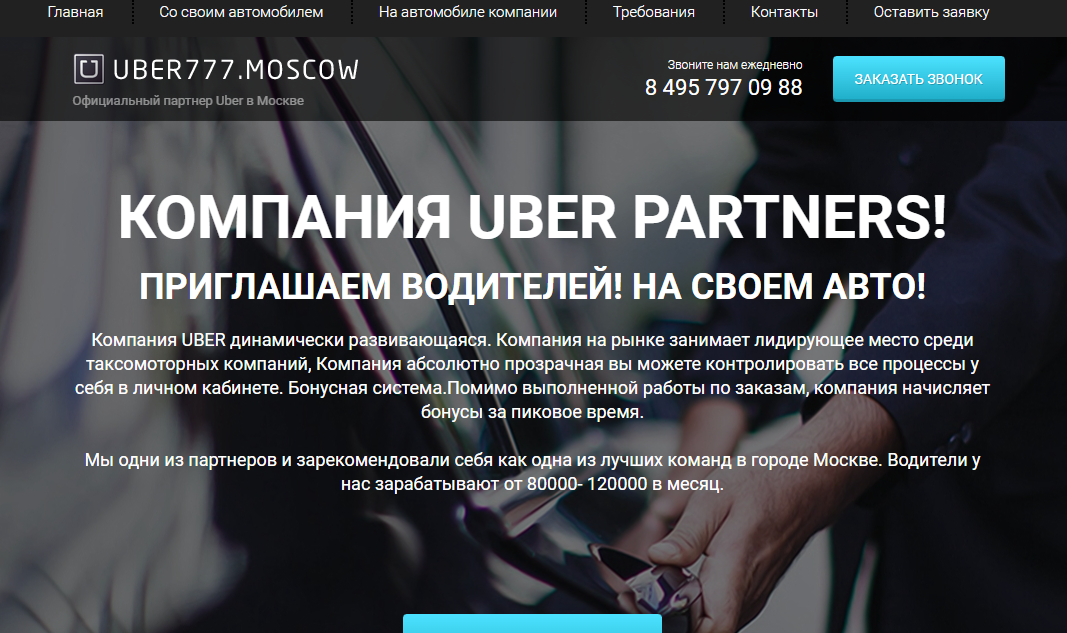 Главная Со своим автомобилем На автомобиле компании Требования Контакты Оставить заявку
UBER777.MOSCOW
Официальный партнер Uber в Москве
Звоните нам ежедневно
8 495 797 09 88
ЗАКАЗАТЬ ЗВОНОК
КОМПАНИЯ UBER PARTNERS!
ПРИГЛАШАЕМ ВОДИТЕЛЕЙ! НА СВОЕМ АВТО!
Компания UBER динамически развивающаяся. Компания на рынке занимает лидирующее место среди
таксомоторных компаний, Компания абсолютно прозрачная вы можете контролировать все процессы у
себя в личном кабинете. Бонусная система.Помимо выполненной работы по заказам, компания начисляет
бонусы за пиковое время.
Мы одни из партнеров и зарекомендовали себя как одна из лучших команд в городе Москве. Водители у
нас зарабатывают от 80000- 120000 в месяц.